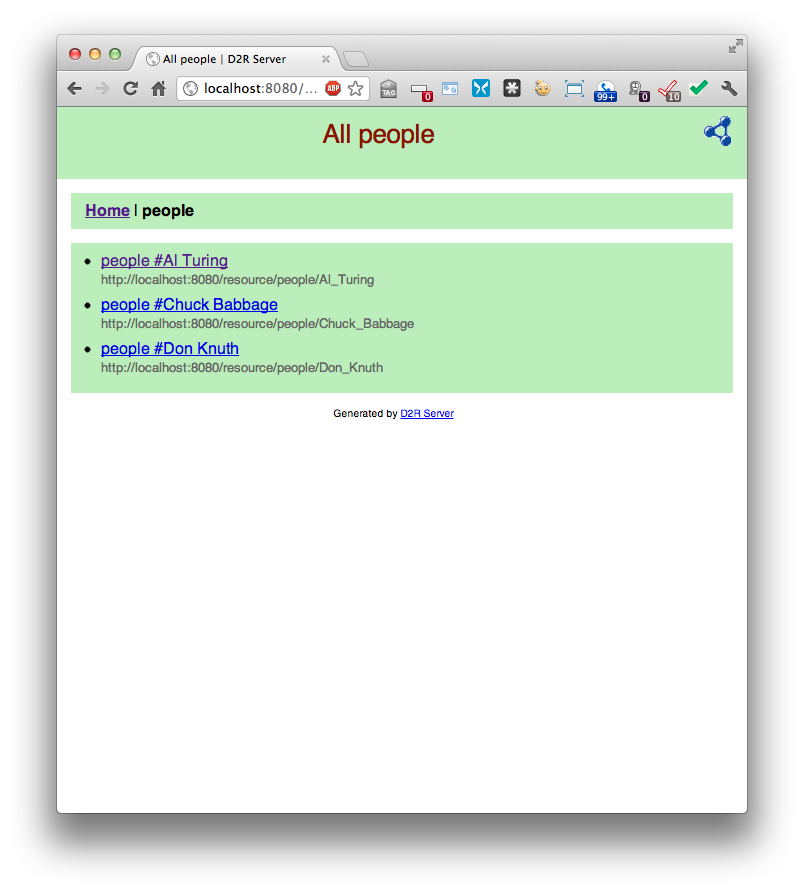 All people | D2R Server
localhost:8080/...
ABP
TAG
0
99+
0
10
All people
Home | people
people #Al Turing
http://localhost:8080/resource/people/Al_Turing
people #Chuck Babbage
http://localhost:8080/resource/people/Chuck_Babbage
people #Don Knuth
http://localhost:8080/resource/people/Don_Knuth
Generated by D2R Server